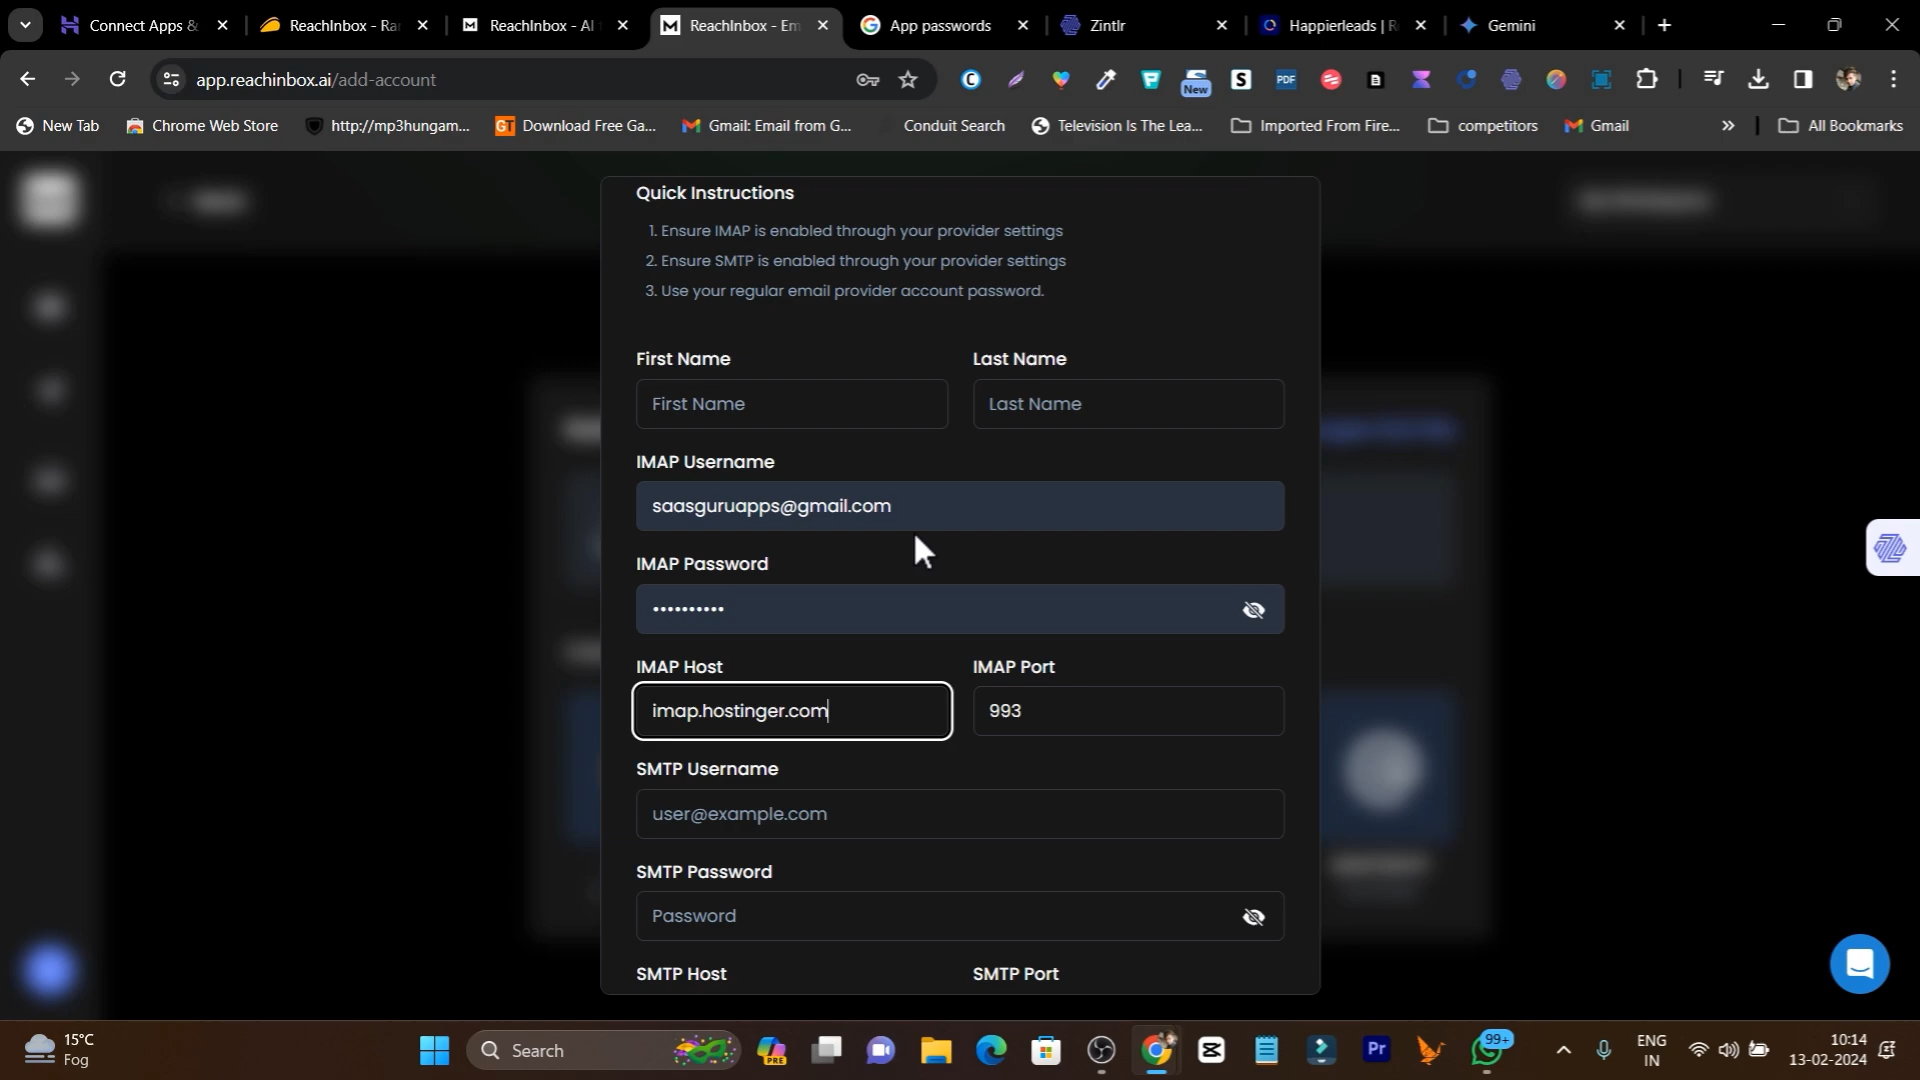 Connect Apps &
ReachInbox - Ra
ReachInbox - AI
ReachInbox - Em
App passwords
Zintlr
Happierleads | R
Gemini
app.reachinbox.ai/add-account
New
PDF
New Tab
Chrome Web Store
http://mp3hungam...
GT
Download Free Ga...
Gmail: Email from G...
Conduit Search
Television Is The Lea...
Imported From Fire...
competitors
Gmail
»
All Bookmarks
Quick Instructions
1. Ensure IMAP is enabled through your provider settings
2. Ensure SMTP is enabled through your provider settings
3. Use your regular email provider account password.
First Name
Last Name
First Name
Last Name
IMAP Username
saasguruapps@gmail.com
IMAP Password
••••••••••
IMAP Host
IMAP Port
imap.hostinger.com
993
SMTP Username
user@example.com
SMTP Password
Password
SMTP Host
SMTP Port
15°C
Fog
Search
PRE
Pr
99+
ENG
IN
10:14
13-02-2024